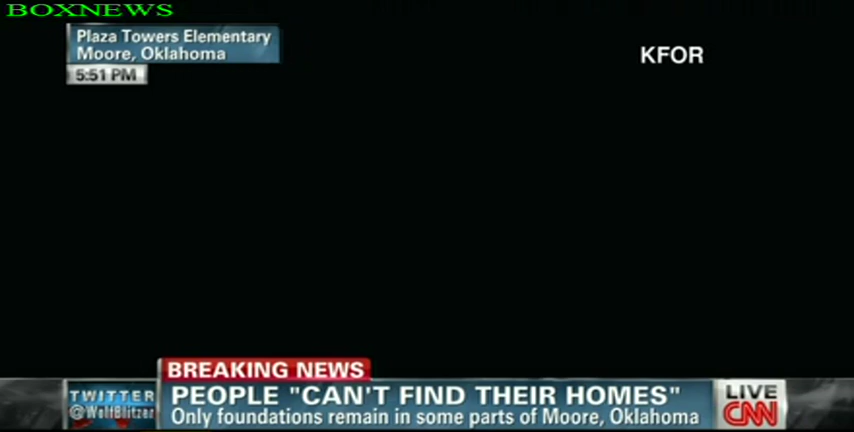 BOXNEWS
Plaza Towers Elementary
Moore, Oklahoma
KFOR
5:51 PM
BREAKING NEWS
TWITTER
@WolfBlitzer
PEOPLE "CAN'T FIND THEIR HOMES"
Only foundations remain in some parts of Moore, Oklahoma
LIVE
CNN